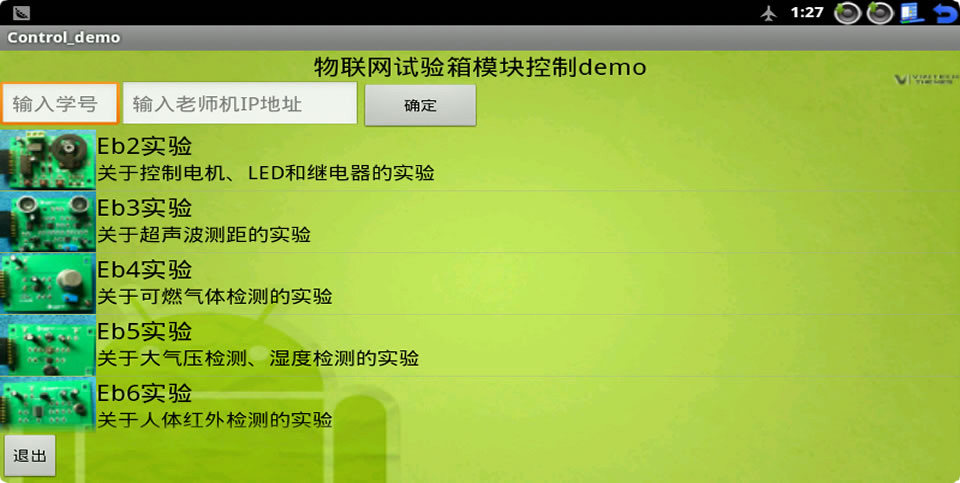 1:27
Control_demo
物联网试验箱模块控制demo
输入学号 输入老师机IP地址 确定
Eb2实验
关于控制电机、LED和继电器的实验
Eb3实验
关于超声波测距的实验
Eb4实验
关于可燃气体检测的实验
Eb5实验
关于大气压检测、湿度检测的实验
Eb6实验
关于人体红外检测的实验
退出